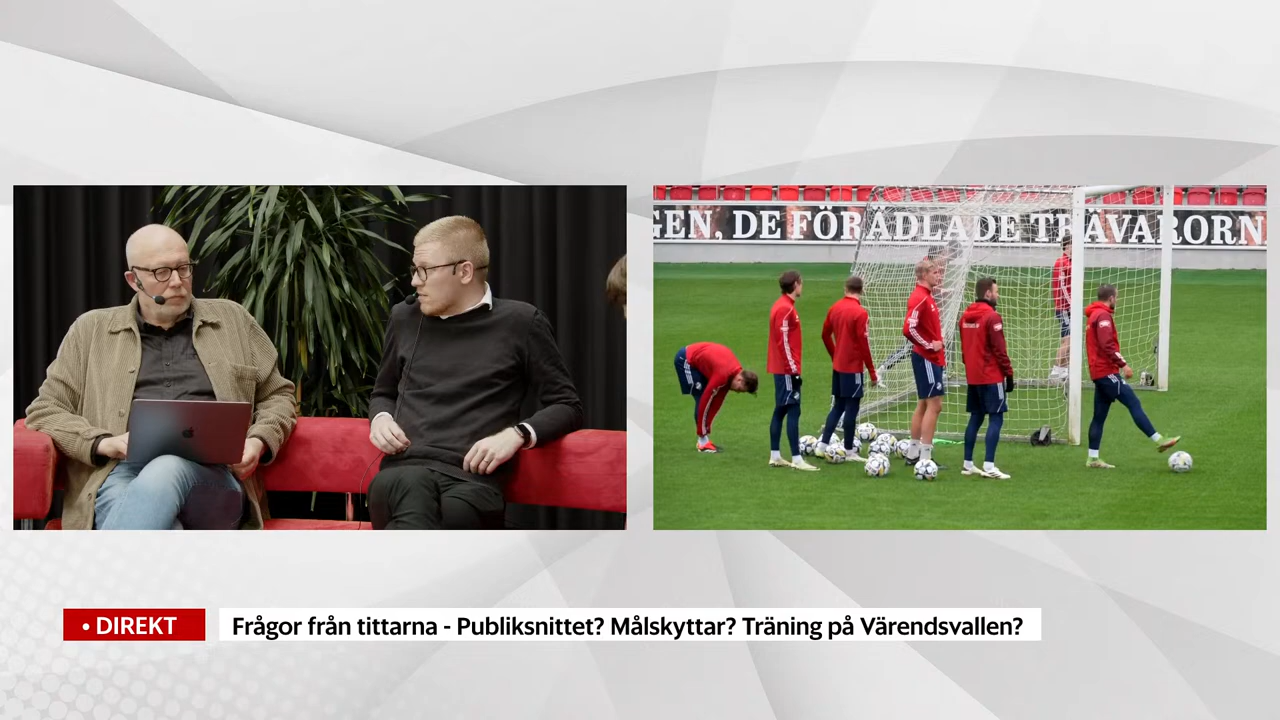 GEN, DE FÖRÄDLADE TRÄVARORN
• DIREKT
Frågor från tittarna - Publiksnittet? Målskyttar? Träning på Värendsvallen?